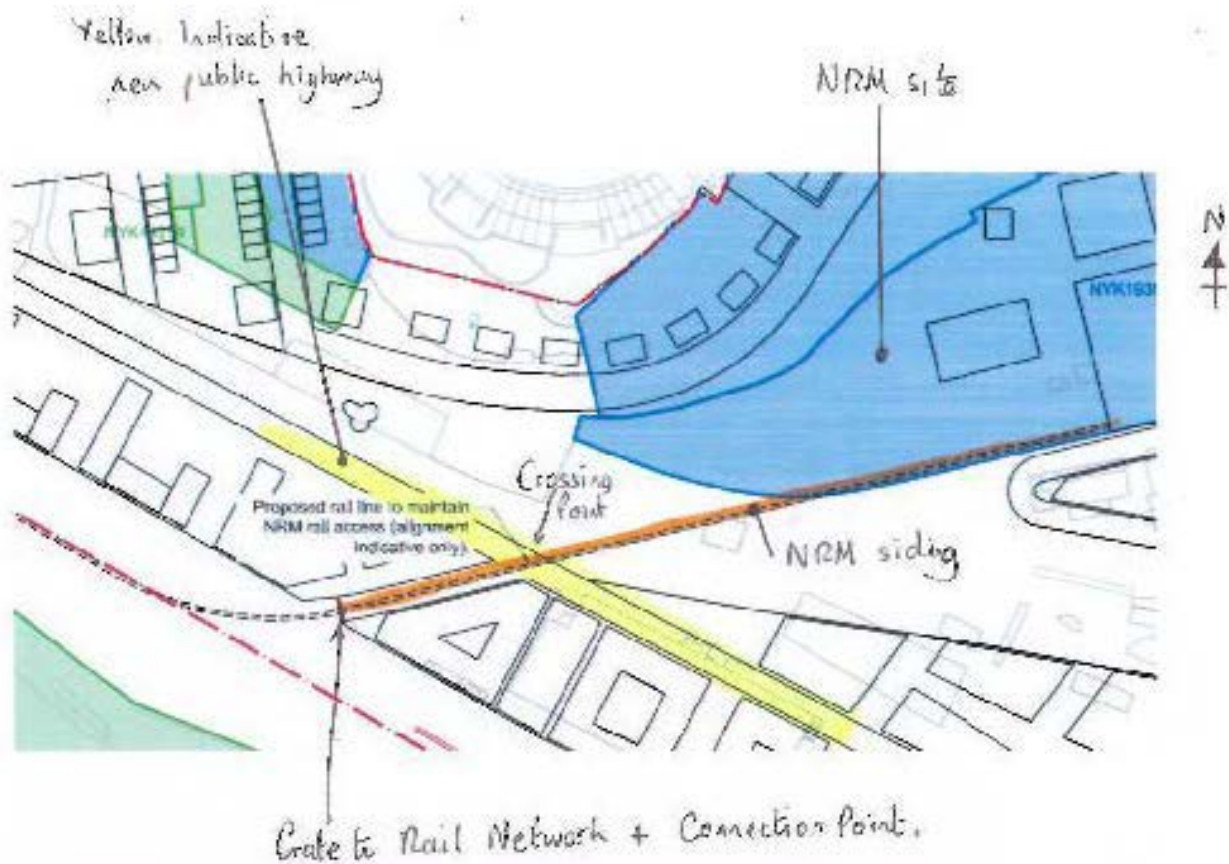 Yellow Indicative
new public highway
NRM site
N
NYK1939
Crossing
Point
Proposed rail line to maintain
NRM rail access (alignment
indicative only)
NRM siding
Gate to Rail Network + Connection Point.